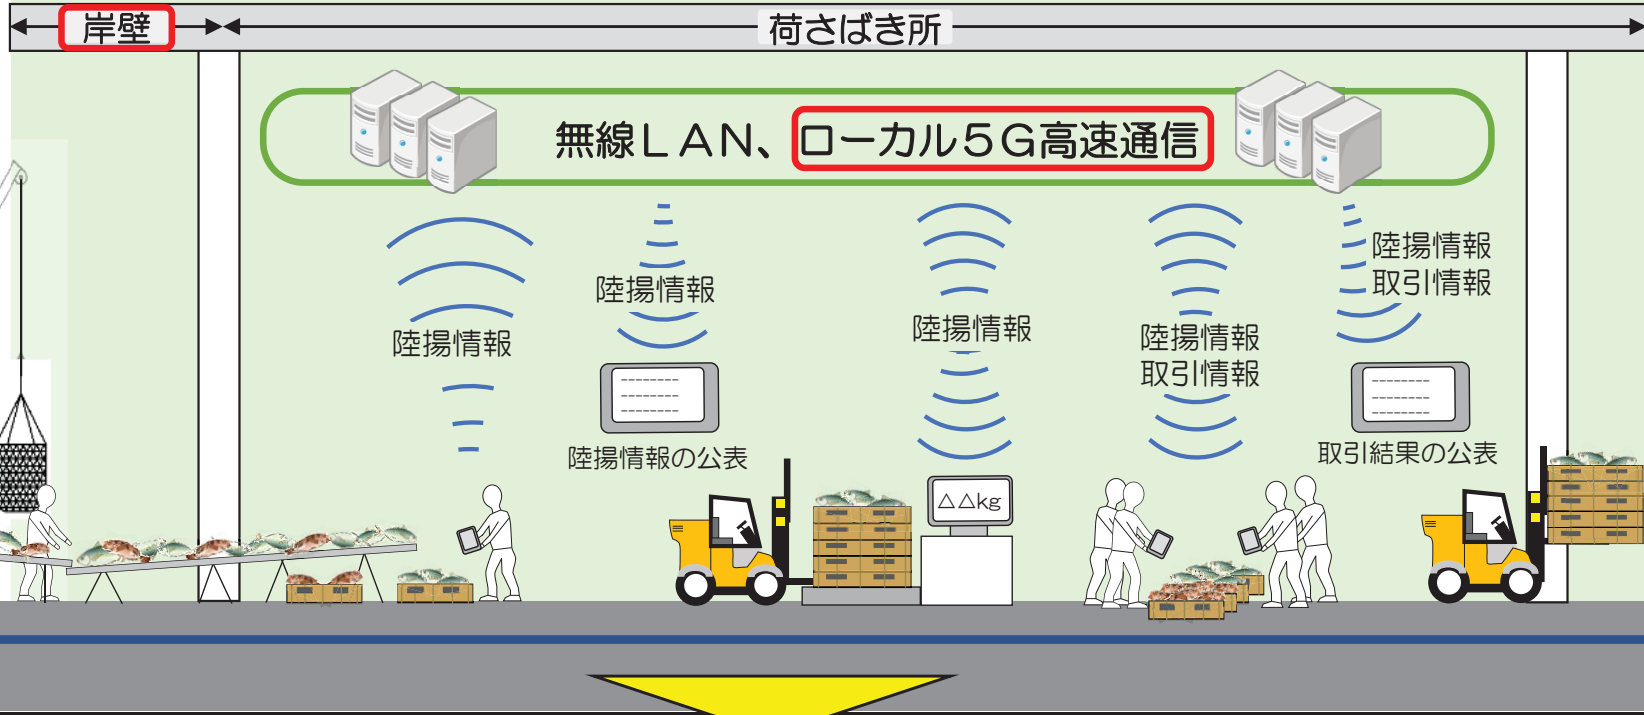 岸壁
荷さばき所
無線ＬＡＮ、ローカル５Ｇ高速通信
陸揚情報
陸揚情報
陸揚情報の公表
陸揚情報
△△kg
陸揚情報
取引情報
陸揚情報
取引情報
取引結果の公表